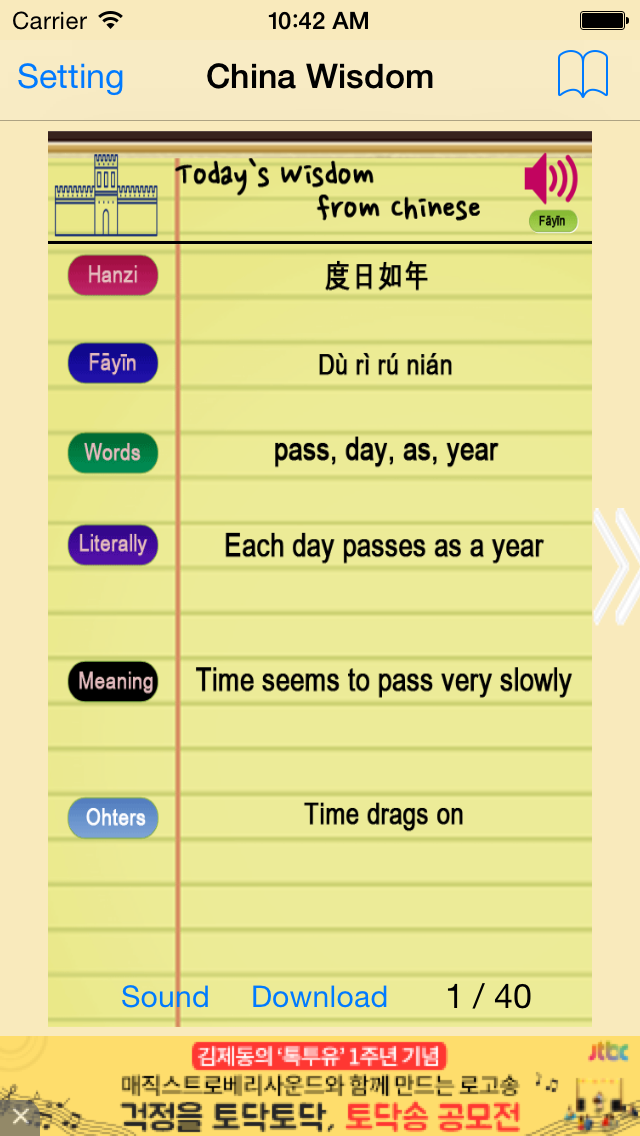 Carrier 10:42 AM
Setting China Wisdom
Today's Wisdom
from Chinese
Fāyīn
Hanzi 度日如年
Fāyīn Dù rì rú nián
Words pass, day, as, year
Literally Each day passes as a year
Meaning Time seems to pass very slowly
Ohters Time drags on
Sound Download 1 / 40
김제동의 '톡투유' 1주년 기념
jtbc
매직스트로베리사운드와 함께 만드는 로고송
걱정을 토닥토닥, 토닥송 공모전